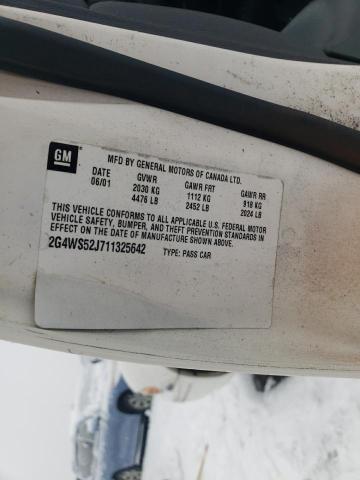 GM
MFD BY GENERAL MOTORS OF CANADA LTD.
DATE GVWR GAWR FRT GAWR RR
06/01 2030 KG 1112 KG 918 KG
4476 LB 2452 LB 2024 LB
THIS VEHICLE CONFORMS TO ALL APPLICABLE U.S. FEDERAL MOTOR
VEHICLE SAFETY, BUMPER, AND THEFT PREVENTION STANDARDS IN
EFFECT ON THE DATE OF MANUFACTURE SHOWN ABOVE.
2G4WS52J711325642 TYPE: PASS CAR